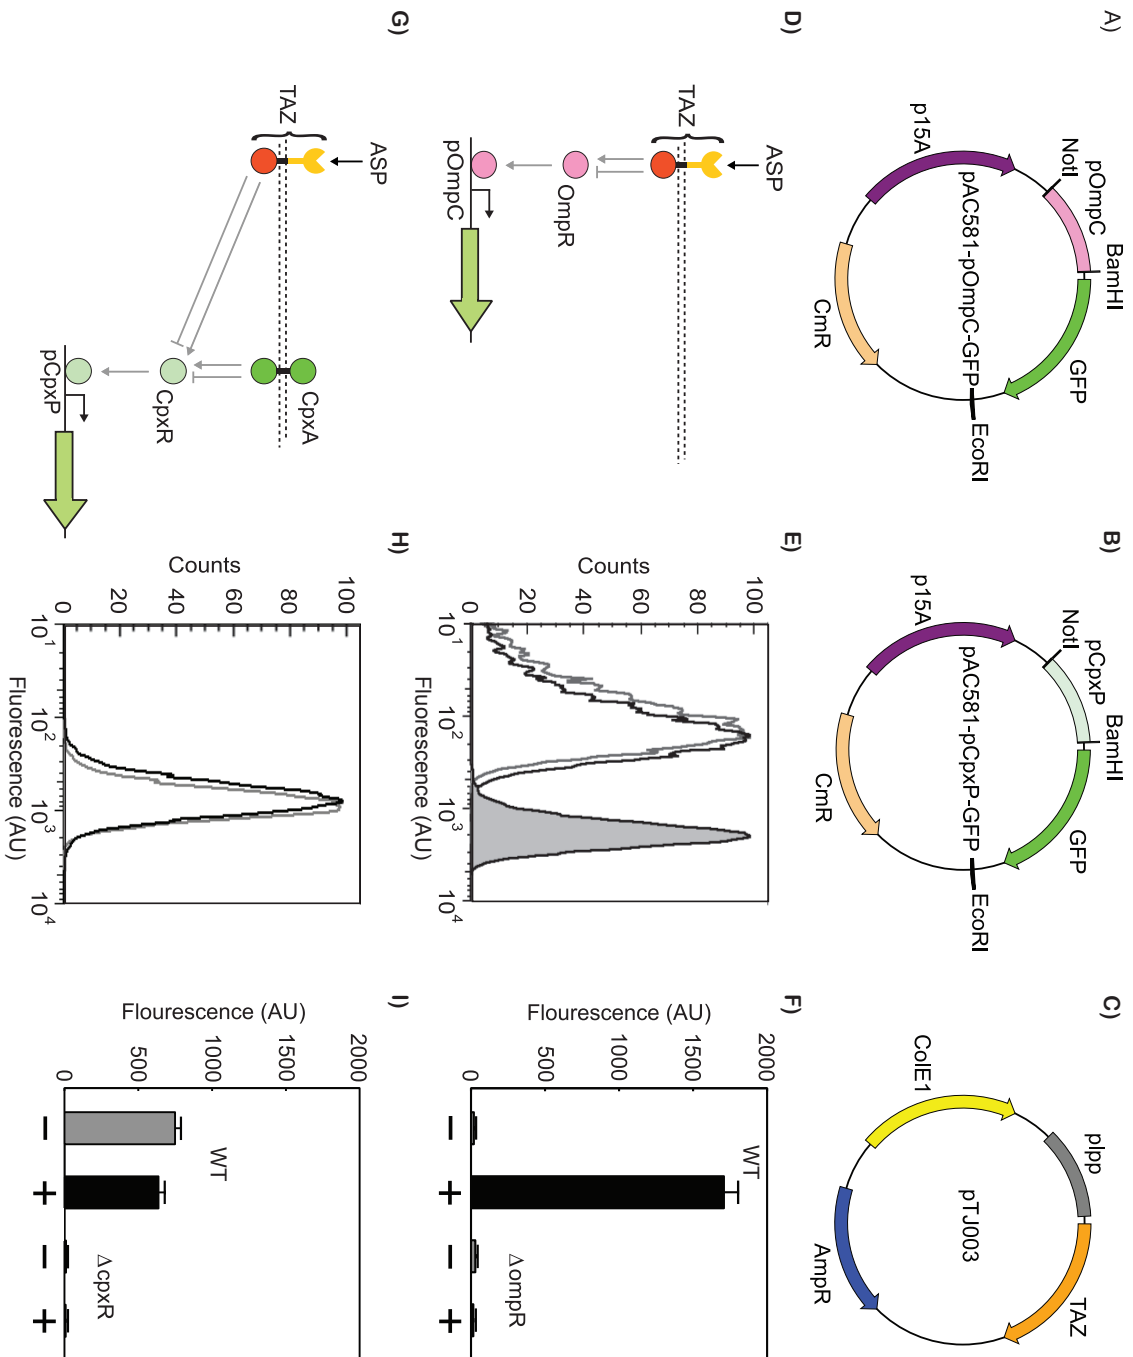 A)
pAC581-pOmpC-GFP
p15A
NotI
pOmpC
BamHI
GFP
EcoRI
CmR
B)
pAC581-pCpxP-GFP
p15A
NotI
pCpxP
BamHI
GFP
EcoRI
CmR
C)
pTJ003
ColE1
plpp
TAZ
AmpR
D)
ASP
TAZ
OmpR
pOmpC
E)
Counts
100
80
60
40
20
0
10¹
10²
10³
10⁴
Fluorescence (AU)
F)
Flourescence (AU)
2000
1500
1000
500
0
WT
ΔompR
− + − +
G)
ASP
TAZ
CpxA
CpxR
pCpxP
H)
Counts
100
80
60
40
20
0
10¹
10²
10³
10⁴
Fluorescence (AU)
I)
Flourescence (AU)
2000
1500
1000
500
0
WT
ΔcpxR
− + − +